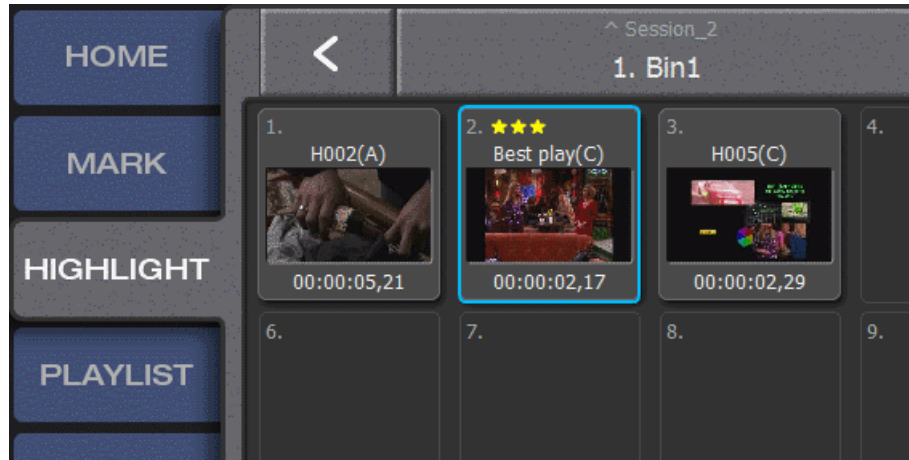 HOME
MARK
HIGHLIGHT
PLAYLIST
<
^ Session_2
1. Bin1
1. 
H002(A)
00:00:05,21
2. ★★★
Best play(C)
00:00:02,17
3.
H005(C)
00:00:02,29
4.
6.
7.
8.
9.